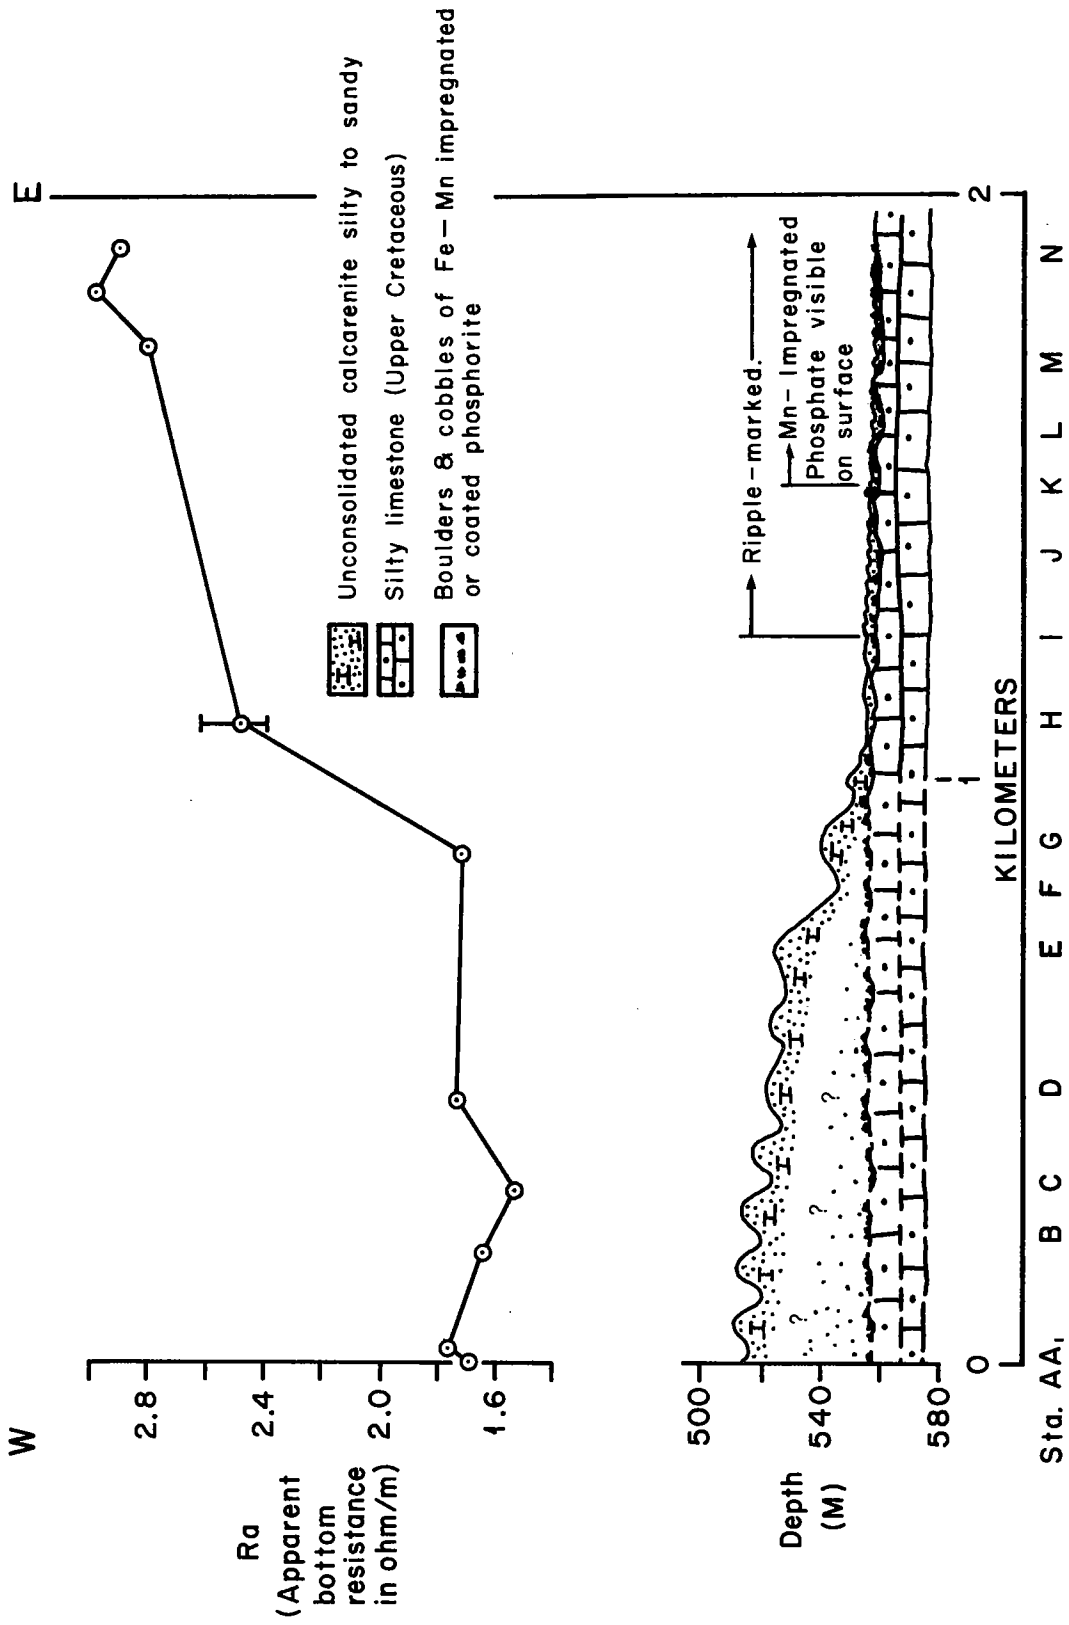 W
E
Ra
(Apparent
bottom
resistance
in ohm/m)
2.8
2.4
2.0
1.6
Unconsolidated calcarenite silty to sandy
Silty limestone (Upper Cretaceous)
Boulders & cobbles of Fe-Mn impregnated
or coated phosphorite
Depth
(M)
500
540
580
Ripple-marked.
Mn-Impregnated
Phosphate visible
on surface
? ? ?
0 1 2
KILOMETERS
Sta. A A₁ B C D E F G H I J K L M N